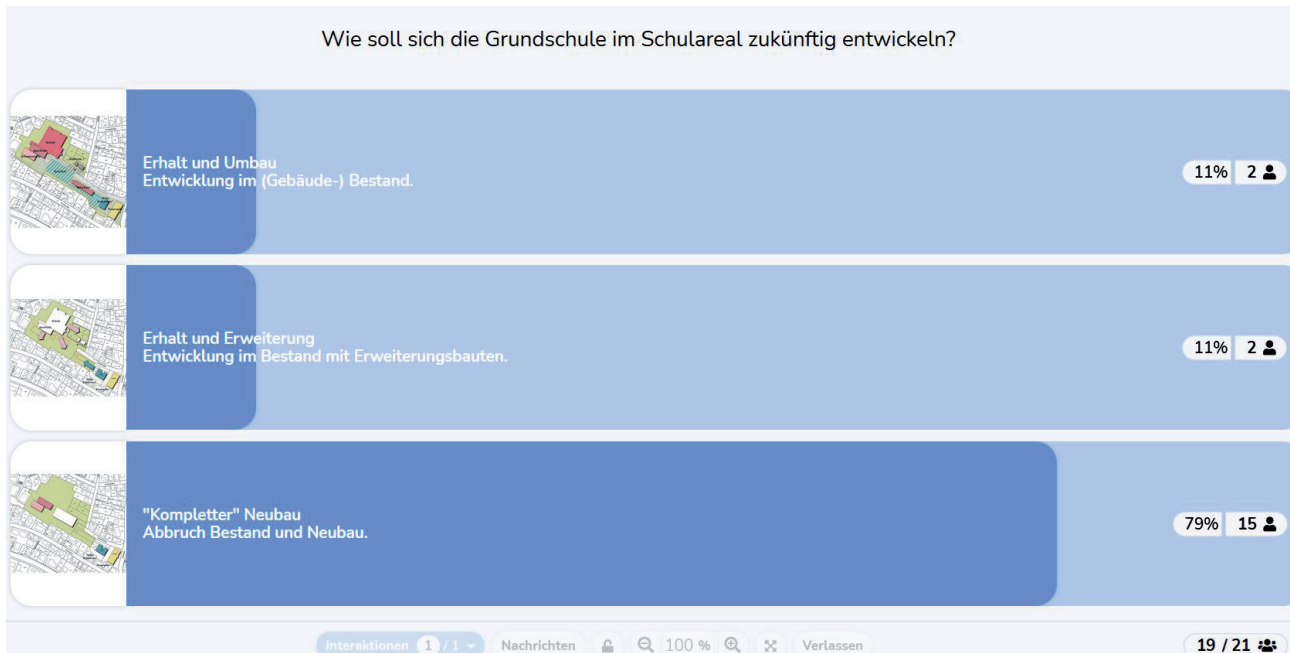 Wie soll sich die Grundschule im Schulareal zukünftig entwickeln?
Erhalt und Umbau
Entwicklung im (Gebäude-) Bestand.
11% 2
Erhalt und Erweiterung
Entwicklung im Bestand mit Erweiterungsbauten.
11% 2
"Kompletter" Neubau
Abbruch Bestand und Neubau.
79% 15
Interaktionen 1 / 1 Nachrichten 100 % Verlassen 19 / 21